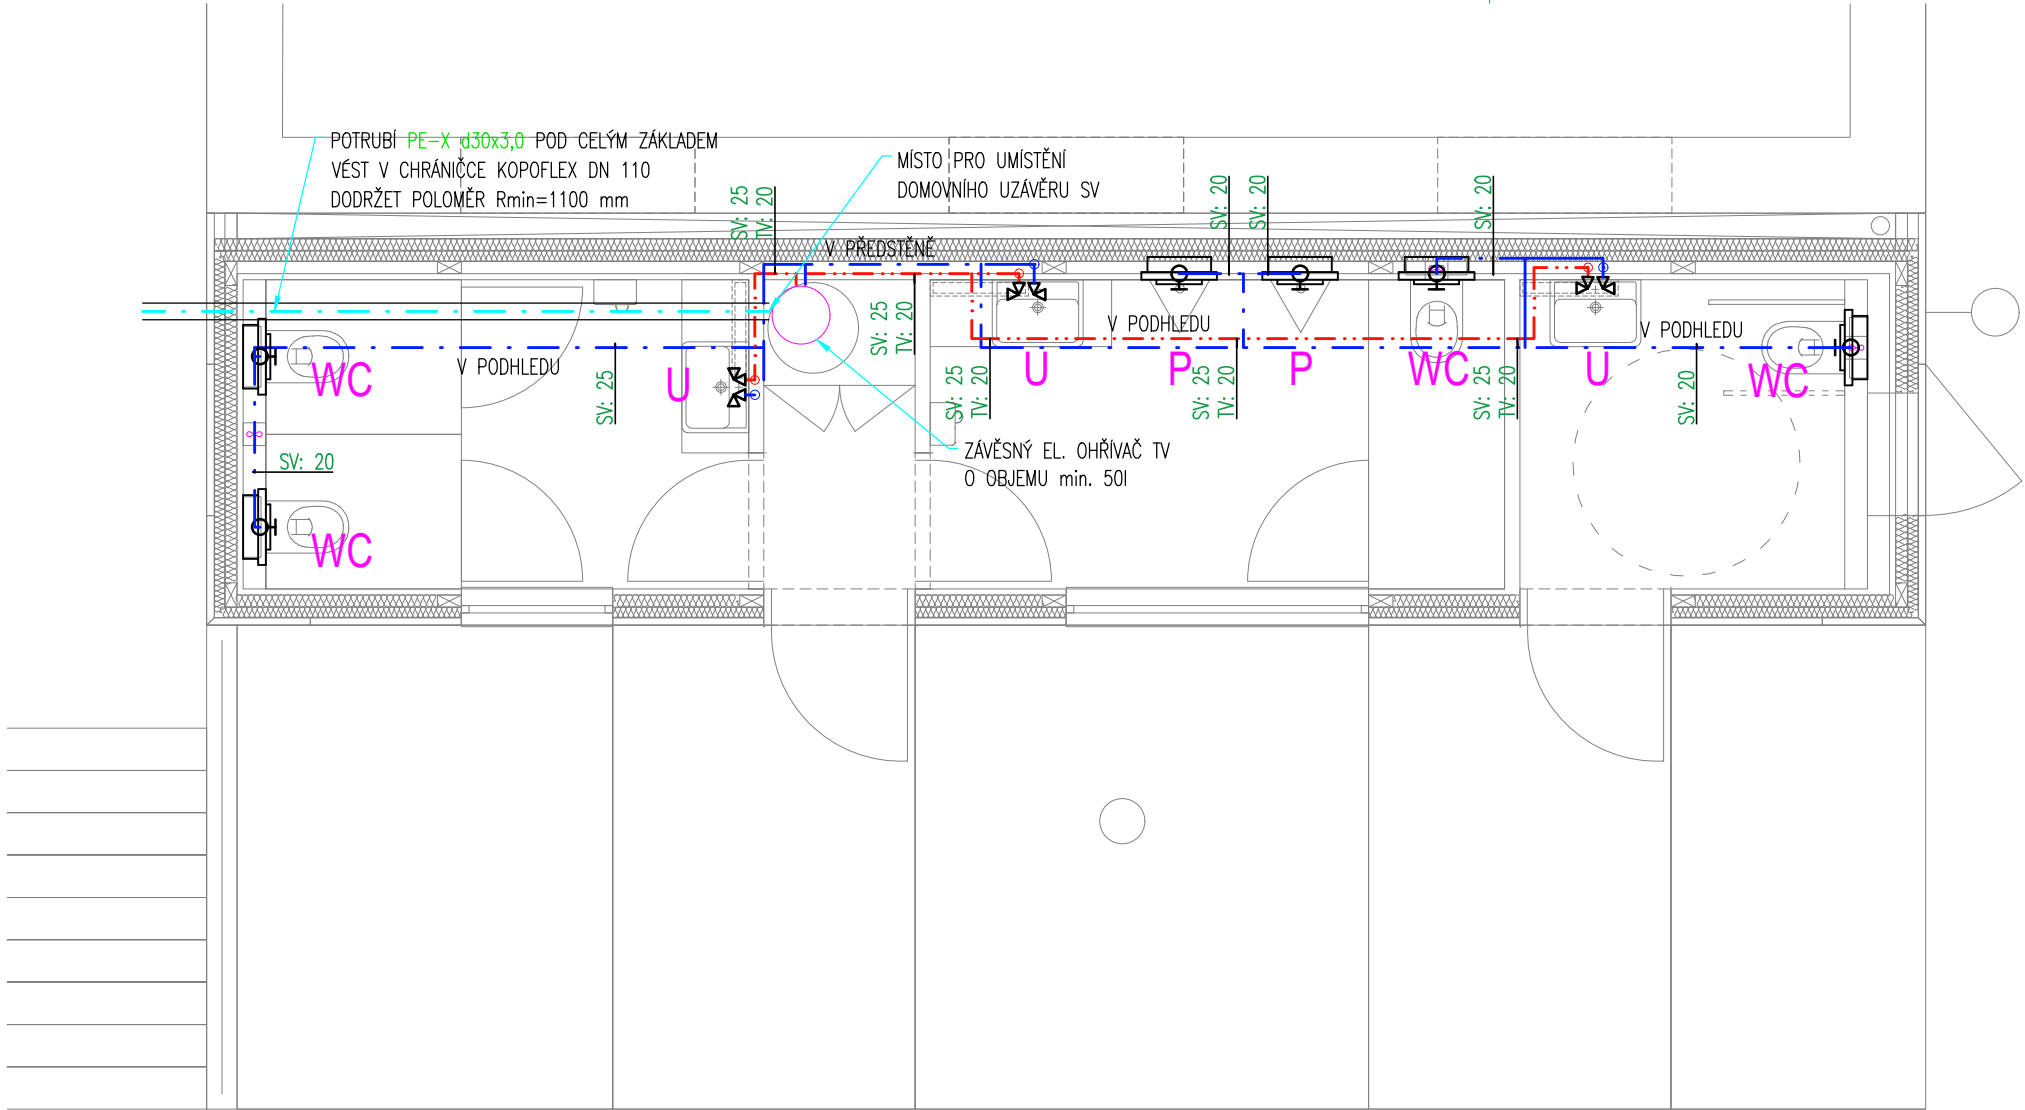 POTRUBÍ PE-X d30x3,0 POD CELÝM ZÁKLADEM
VÉST V CHRÁNIČCE KOPOFLEX DN 110
DODRŽET POLOMĚR Rmin=1100 mm
MÍSTO PRO UMÍSTĚNÍ
DOMOVNÍHO UZÁVĚRU SV
SV: 25
TV: 20
SV: 20
SV: 20
SV: 20
V PŘEDSTĚNĚ
SV: 25
TV: 20
V PODHLEDU
V PODHLEDU
V PODHLEDU
WC
SV: 25
U
SV: 25
TV: 20
U
P
SV: 25
TV: 20
P
WC
SV: 25
TV: 20
U
SV: 20
WC
SV: 20
ZÁVĚSNÝ EL. OHŘÍVAČ TV
O OBJEMU min. 50l
WC